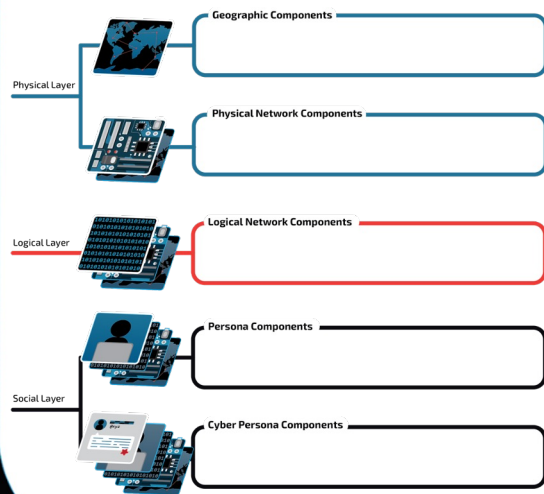 Geographic Components
Physical Layer
Physical Network Components
Logical Network Components
Logical Layer
Persona Components
Social Layer
Cyber Persona Components